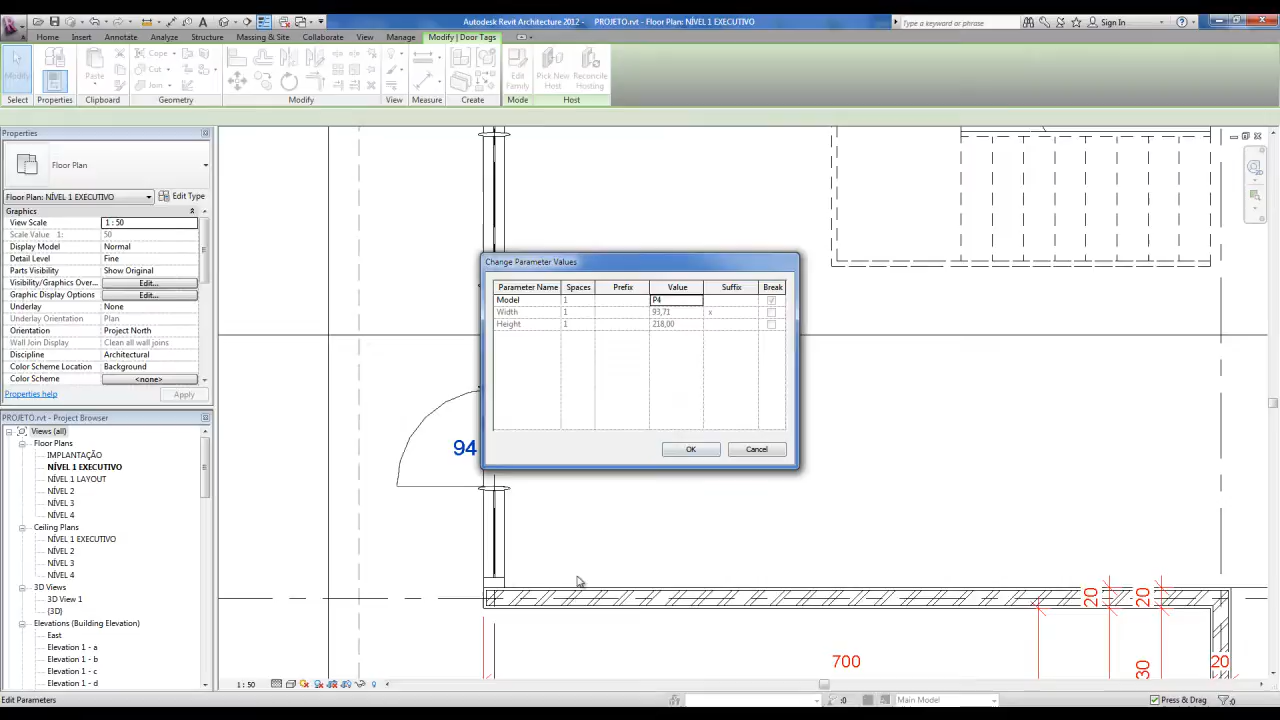 Autodesk Revit Architecture 2012 - PROJETO.rvt - Floor Plan: NÍVEL 1 EXECUTIVO
Type a keyword or phrase
Sign In
Home Insert Annotate Analyze Structure Massing & Site Collaborate View Manage Modify | Door Tags
Modify
Paste
Cope
Cut
Join
Edit Family
Pick New Host
Reconcile Hosting
Select Properties Clipboard Geometry Modify View Measure Create Mode Host
Properties
Floor Plan
Floor Plan: NÍVEL 1 EXECUTIVO
Edit Type
Graphics
View Scale 1 : 50
Scale Value 1: 50
Display Model Normal
Detail Level Fine
Parts Visibility Show Original
Visibility/Graphics Over... Edit...
Graphic Display Options Edit...
Underlay None
Underlay Orientation Plan
Orientation Project North
Wall Join Display Clean all wall joins
Discipline Architectural
Color Scheme Location Background
Color Scheme <none>
Properties help
Apply
PROJETO.rvt - Project Browser
Views (all)
Floor Plans
IMPLANTAÇÃO
NÍVEL 1 EXECUTIVO
NÍVEL 1 LAYOUT
NÍVEL 2
NÍVEL 3
NÍVEL 4
Ceiling Plans
NÍVEL 1 EXECUTIVO
NÍVEL 2
NÍVEL 3
NÍVEL 4
3D Views
3D View 1
{3D}
Elevations (Building Elevation)
East
Elevation 1 - a
Elevation 1 - b
Elevation 1 - c
Elevation 1 - d
Change Parameter Values
Parameter Name Spaces Prefix Value Suffix Break
Model 1 P4
Width 1 93,71 x
Height 1 218,00
OK
Cancel
94
20
20
700
30
20
1 : 50
Edit Parameters
:0
Main Model
Press & Drag
:0